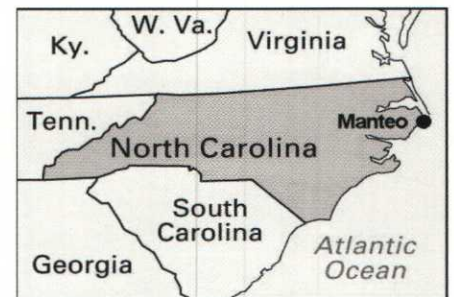 W. Va.
Ky.
Virginia
Tenn.
Manteo
North Carolina
South
Carolina
Georgia
Atlantic
Ocean